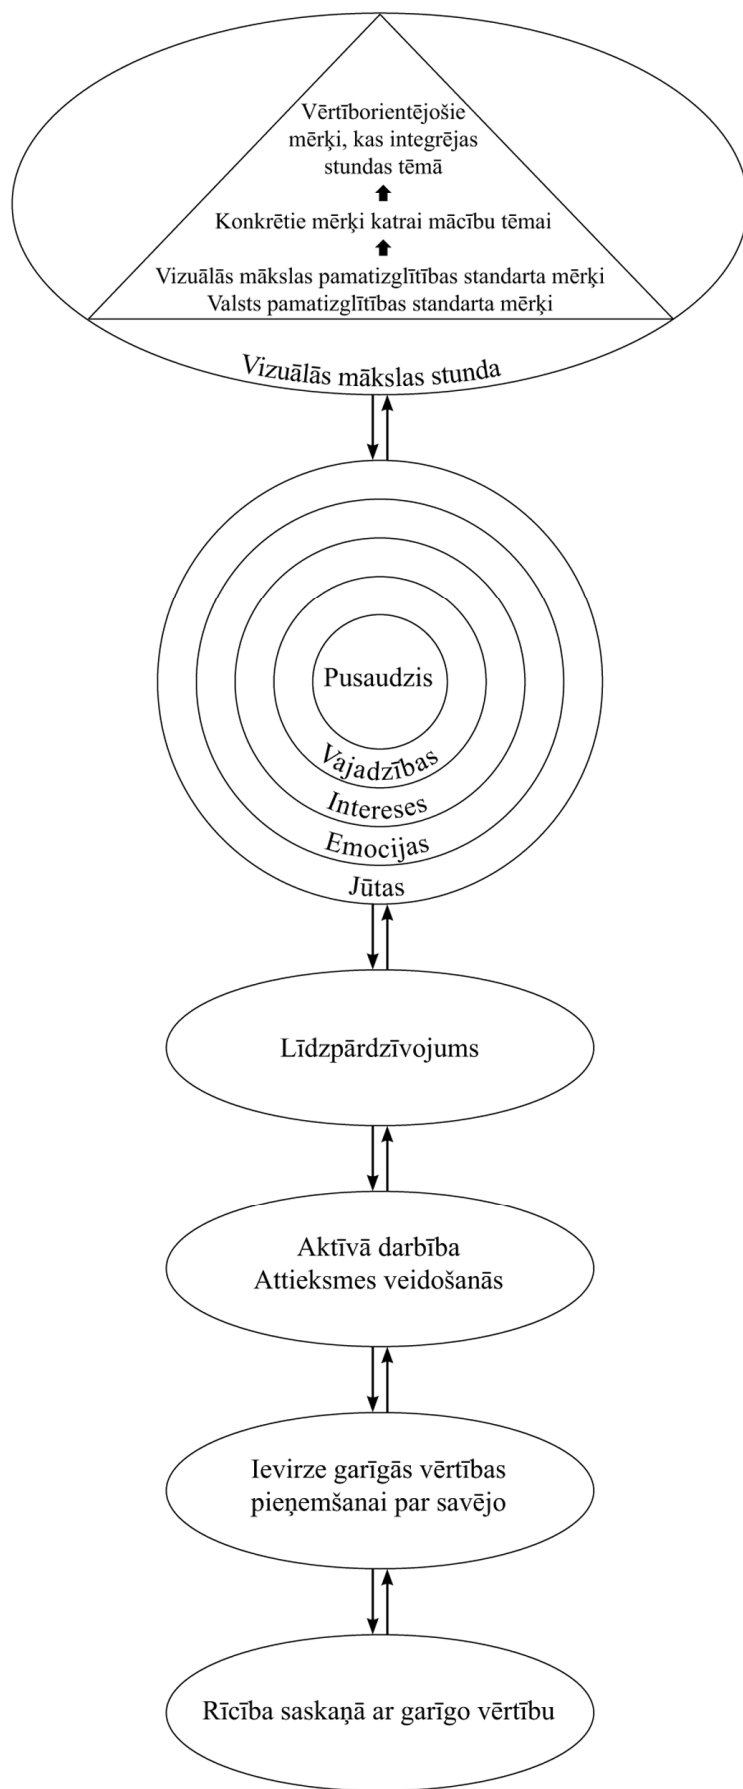 Vērtīborientējošie
mērķi, kas integrējas
stundas tēmā
Konkrētie mērķi katrai mācību tēmai
Vizuālās mākslas pamatizglītības standarta mērķi
Valsts pamatizglītības standarta mērķi
Vizuālās mākslas stunda
Pusaudzis
Vajadzības
Intereses
Emocijas
Jūtas
Līdzpārdzīvojums
Aktīvā darbība
Attieksmes veidošanās
Ievirze garīgās vērtības
pieņemšanai par savējo
Rīcība saskaņā ar garīgo vērtību